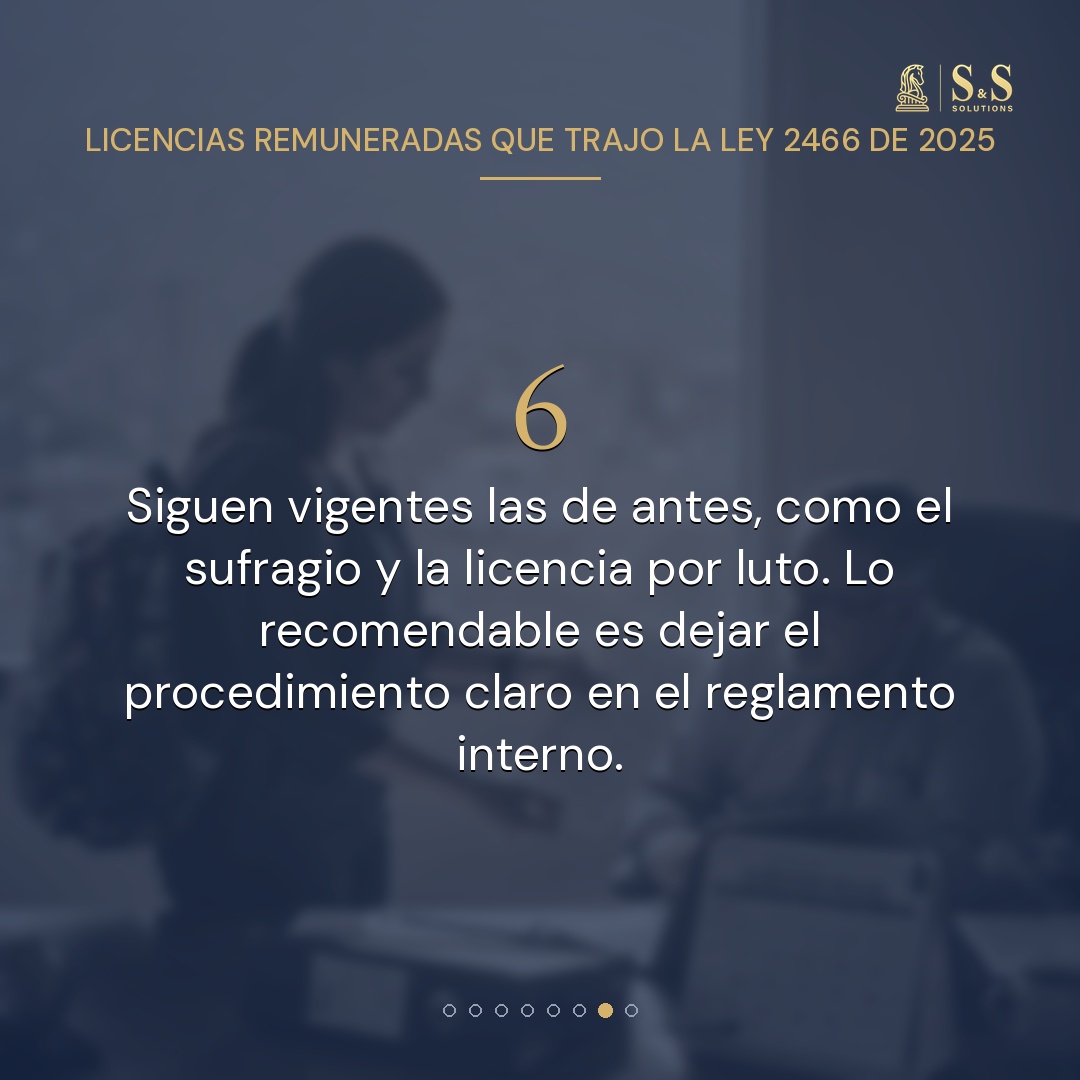 S&S
SOLUTIONS
LICENCIAS REMUNERADAS QUE TRAJO LA LEY 2466 DE 2025
6
Siguen vigentes las de antes, como el
sufragio y la licencia por luto. Lo
recomendable es dejar el
procedimiento claro en el reglamento
interno.